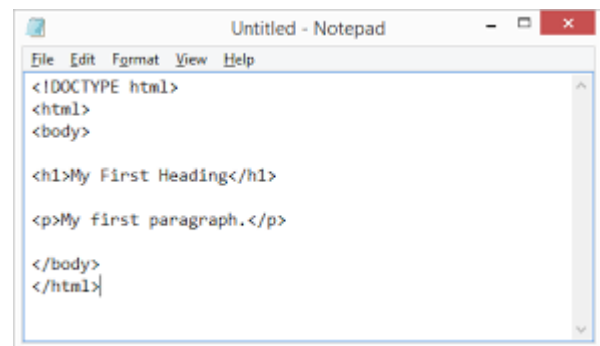 Untitled - Notepad
File Edit Format View Help
<!DOCTYPE html>
<html>
<body>
<h1>My First Heading</h1>
<p>My first paragraph.</p>
</body>
</html>